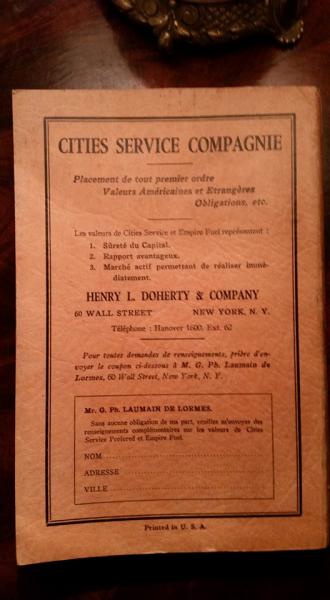 CITIES SERVICE COMPAGNIE
Placement de tout premier ordre
Valeurs Américaines et Etrangères
Obligations, etc.
Les valeurs de Cities Service et Empire Fuel représentent :
1. Sûreté du Capital.
2. Rapport avantageux.
3. Marché actif permettant de réaliser immé-
diatement.
HENRY L. DOHERTY & COMPANY
60 WALL STREET NEW YORK, N. Y.
Téléphone : Hanover 1600. Ext. 62
Pour toutes demandes de renseignements, prière d'en-
voyer le coupon ci-dessous à M. G. Ph. Laumain de
Lormes, 60 Wall Street, New York, N. Y.
Mr. G. Ph. LAUMAIN DE LORMES.
Sans aucune obligation de ma part, veuillez m'envoyer des
renseignements complémentaires sur les valeurs de Cities
Service Prefered et Empire Fuel.
NOM
ADRESSE
VILLE
Printed in U. S. A.